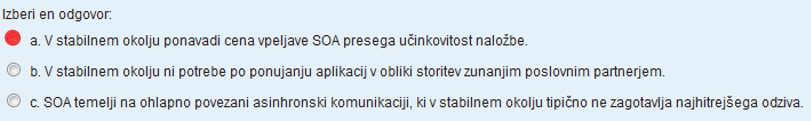 Izberi en odgovor:
a. V stabilnem okolju ponavadi cena vpeljave SOA presega učinkovitost naložbe.
b. V stabilnem okolju ni potrebe po ponujanju aplikacij v obliki storitev zunanjim poslovnim partnerjem.
c. SOA temelji na ohlapno povezani asinhronski komunikaciji, ki v stabilnem okolju tipično ne zagotavlja najhitrejšega odziva.